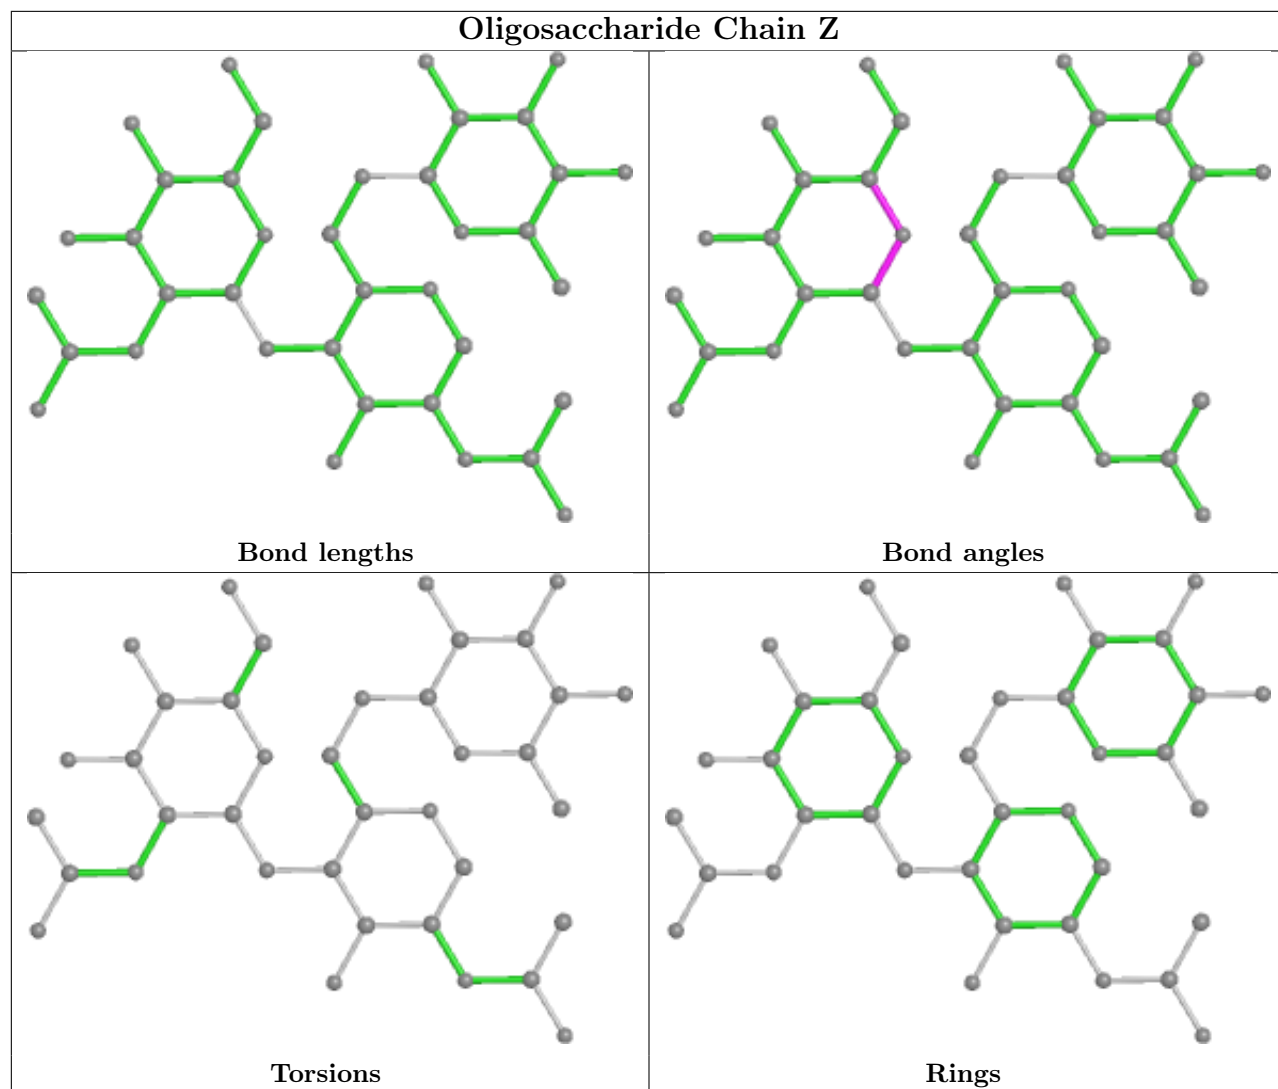 Oligosaccharide Chain Z
Bond lengths
Bond angles
Torsions
Rings